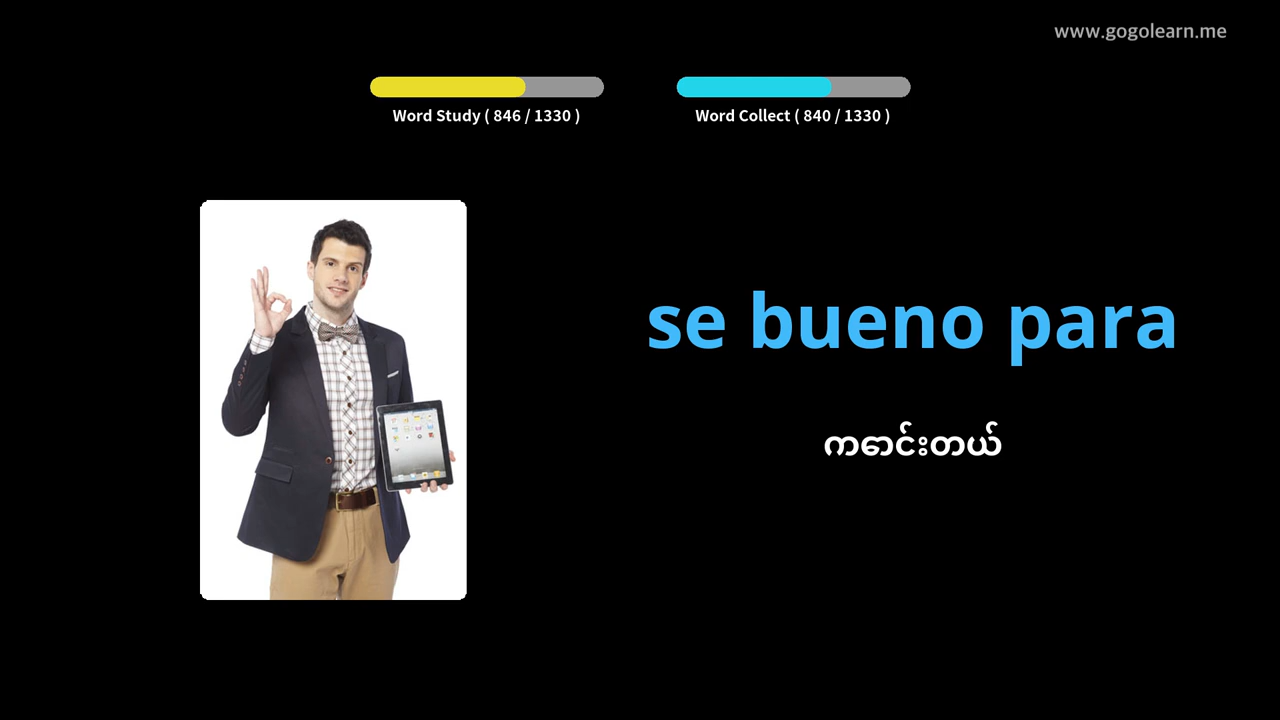 www.gogolearn.me
Word Study ( 846 / 1330 )
Word Collect ( 840 / 1330 )
se bueno para
ကောင်းတယ်